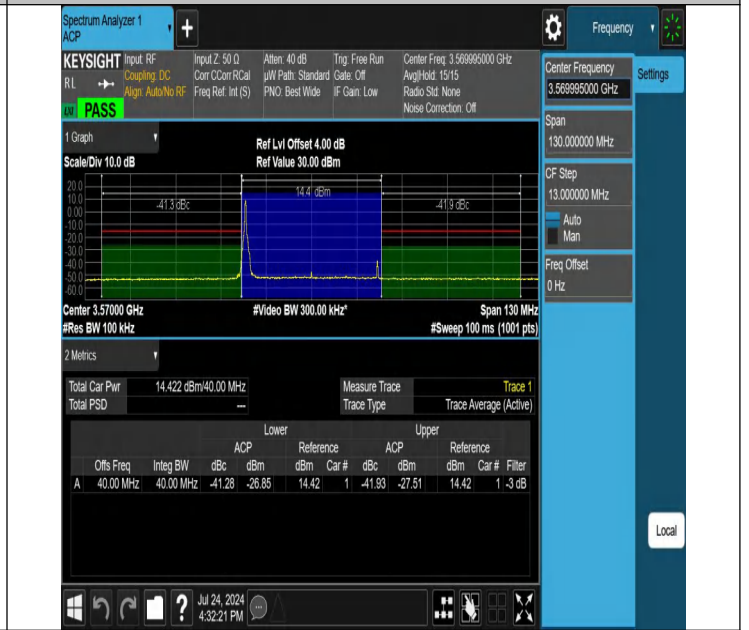 Spectrum Analyzer 1
ACP
+
Frequency
KEYSIGHT Input: RF Input Z: 50 Ω Atten: 40 dB Trig: Free Run Center Freq: 3.569995000 GHz
RL Coupling: DC Corr CCorr RCal µW Path: Standard Gate: Off Avg|Hold: 15/15
Align: Auto/No RF Freq Ref: Int (S) PNO: Best Wide IF Gain: Low Radio Std: None
PASS Noise Correction: Off
Center Frequency
3.569995000 GHz
Settings
Span
130.000000 MHz
CF Step
13.000000 MHz
Auto
Man
Freq Offset
0 Hz
1 Graph
Ref Lvl Offset 4.00 dB
Scale/Div 10.0 dB Ref Value 30.00 dBm
20.0
10.0
0.00
-10.0
-20.0
-30.0
-40.0
-50.0
-60.0
-41.3 dBc 14.4 dBm -41.9 dBc
Center 3.57000 GHz #Video BW 300.00 kHz* Span 130 MHz
#Res BW 100 kHz #Sweep 100 ms (1001 pts)
2 Metrics
Total Car Pwr 14.422 dBm/40.00 MHz Measure Trace Trace 1
Total PSD --- Trace Type Trace Average (Active)
Lower Upper
ACP Reference ACP Reference
Offs Freq Integ BW dBc dBm dBm Car # dBc dBm dBm Car # Filter
A 40.00 MHz 40.00 MHz -41.28 -26.85 14.42 1 -41.93 -27.51 14.42 1 -3 dB
Local
? Jul 24, 2024
4:32:21 PM